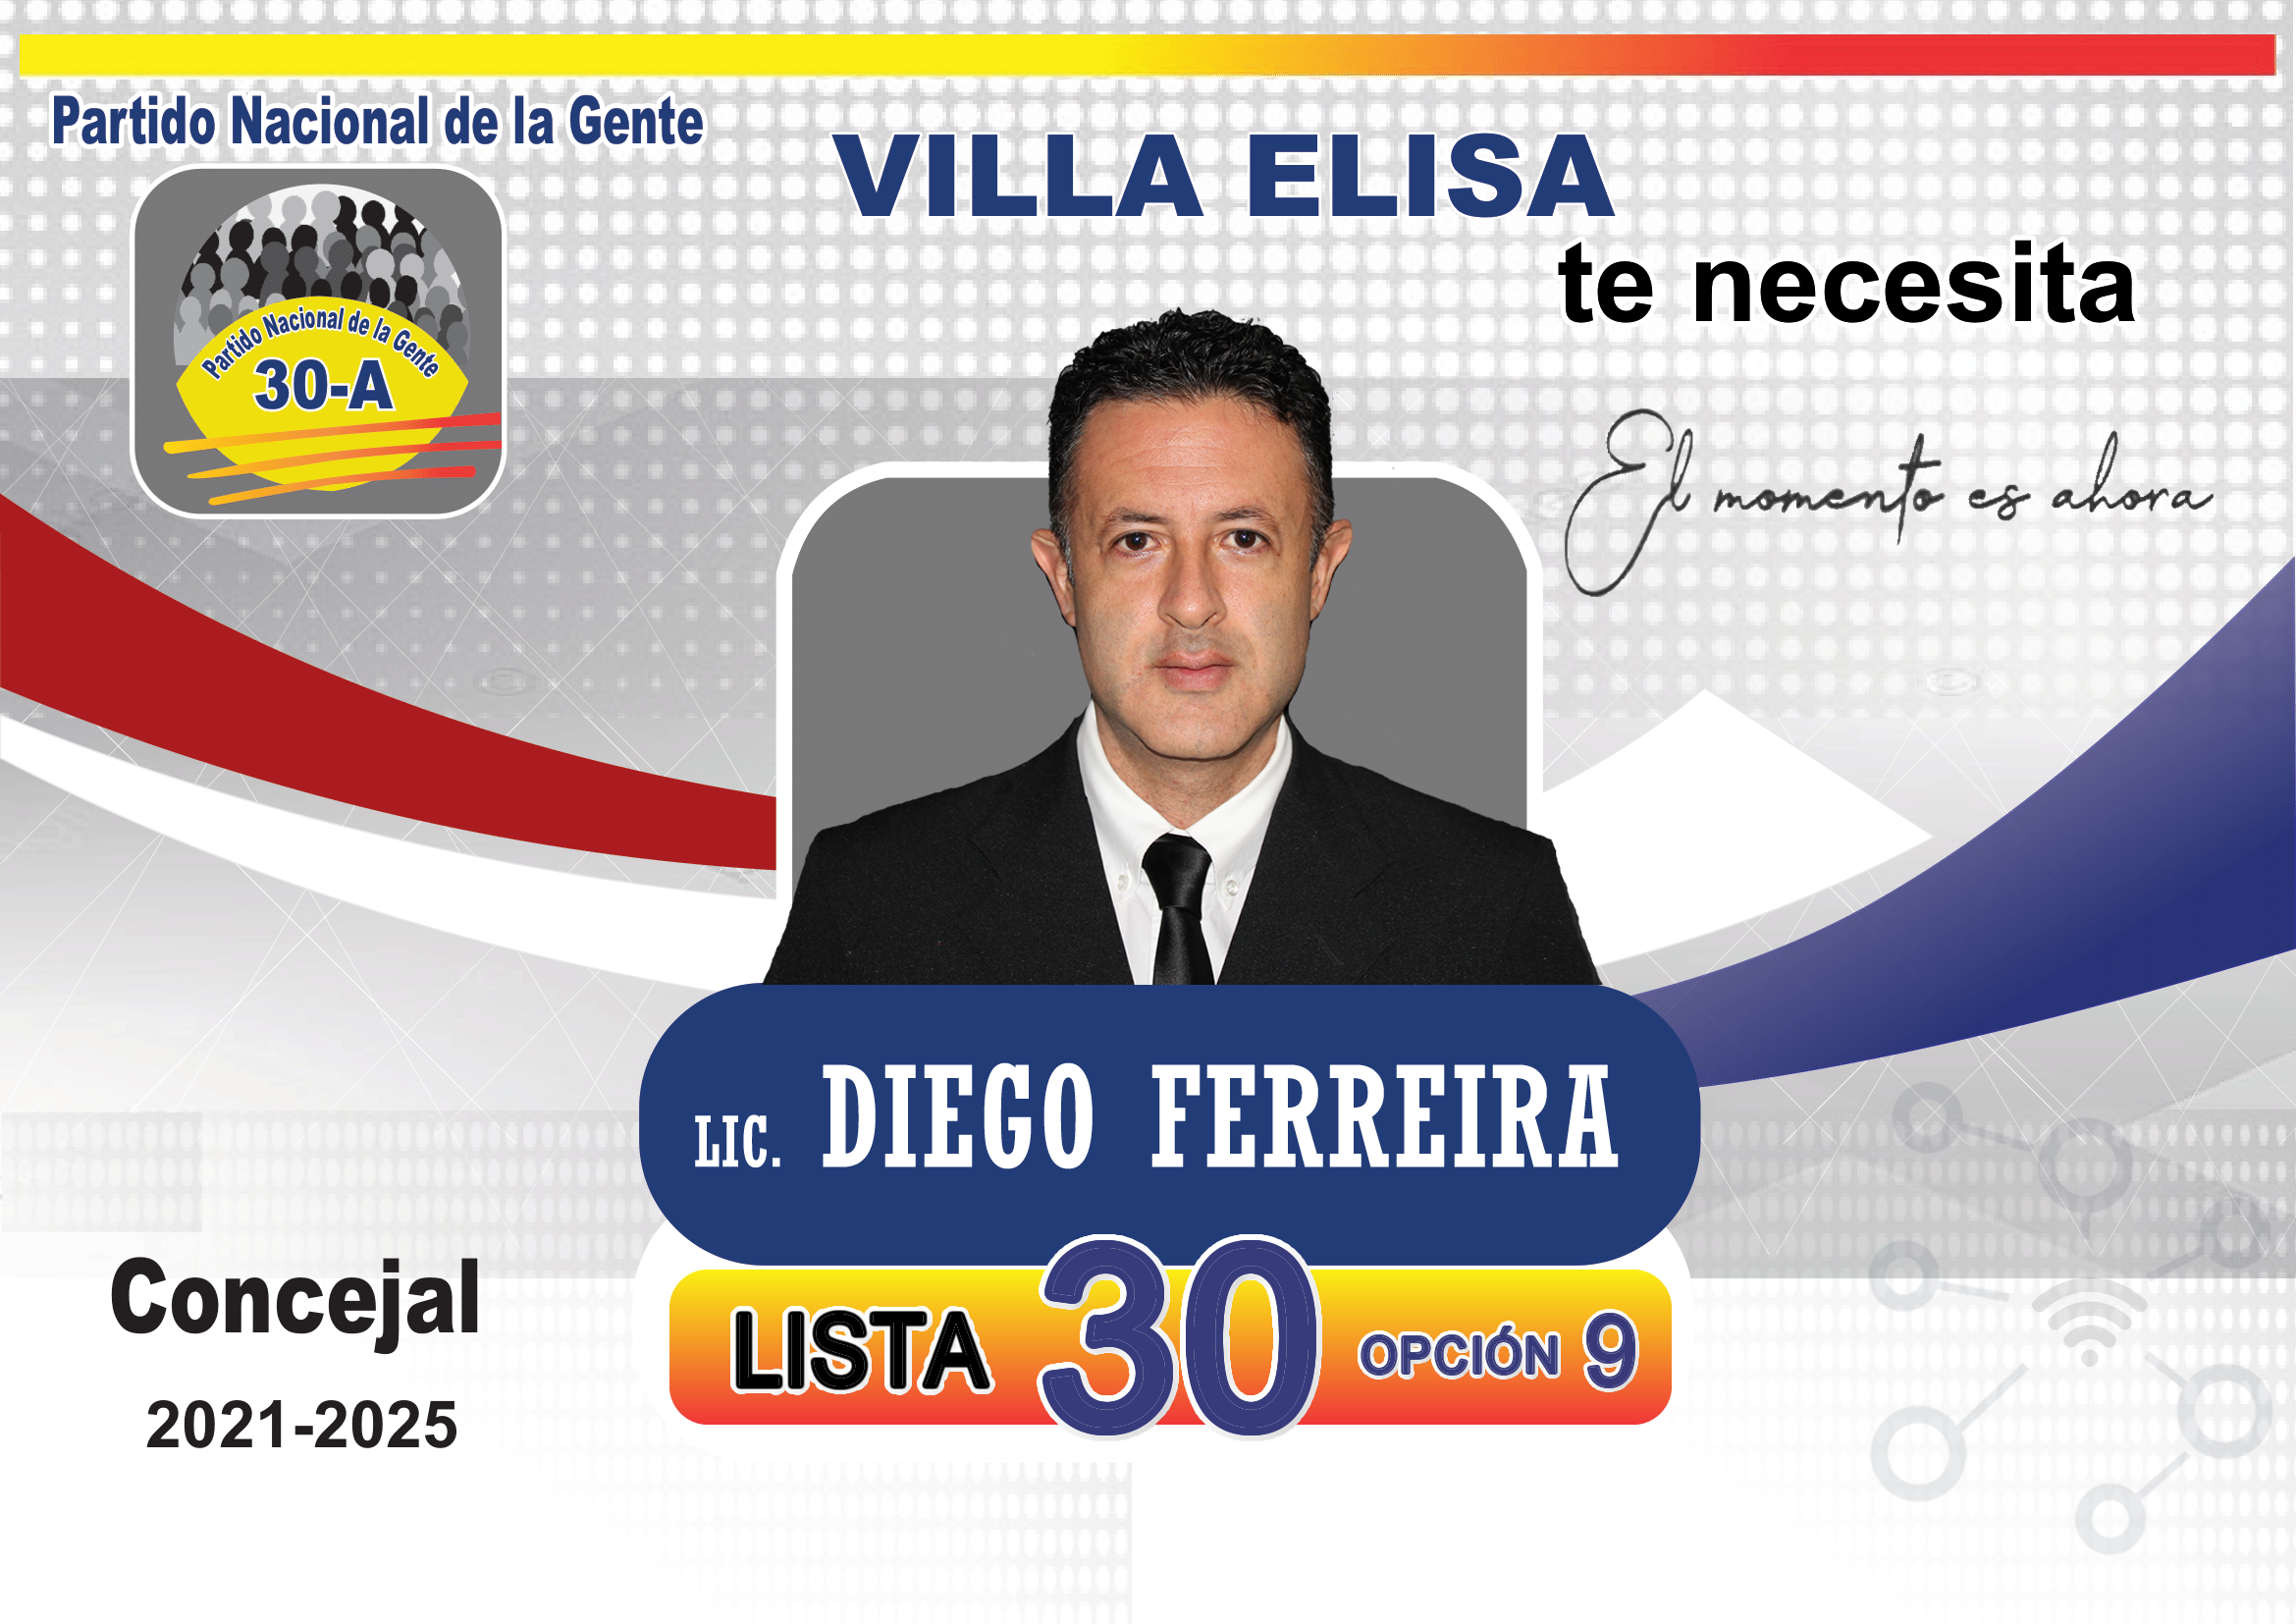 Partido Nacional de la Gente
VILLA ELISA
te necesita
Partido Nacional de la Gente
30-A
El momento es ahora
LIC. DIEGO FERREIRA
LISTA 30 OPCIÓN 9
Concejal
2021-2025